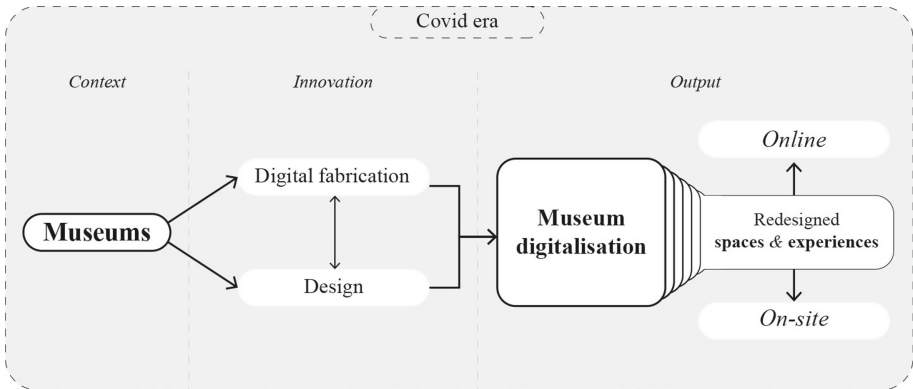 Covid era
Context
Innovation
Output
Museums
Digital fabrication
Design
Museum
digitalisation
Online
Redesigned
spaces & experiences
On-site